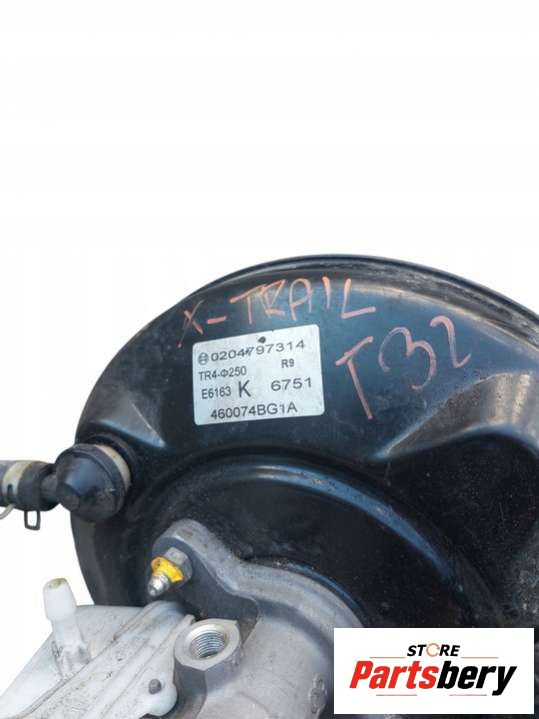 X-TRAIL
T32
0204797314
TR4-Φ250 R9
E6163 K 6751
460074BG1A
STORE
Partsbery